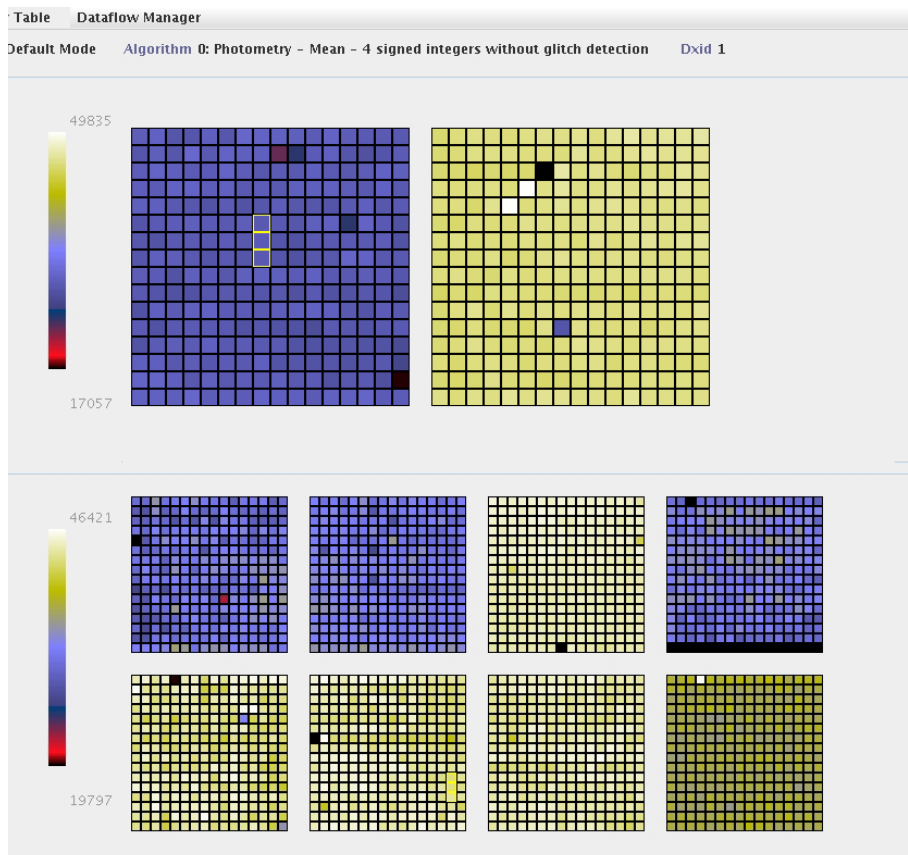 Table Dataflow Manager
Default Mode Algorithm 0: Photometry - Mean - 4 signed integers without glitch detection Dxid 1
49835
17057
46421
19797